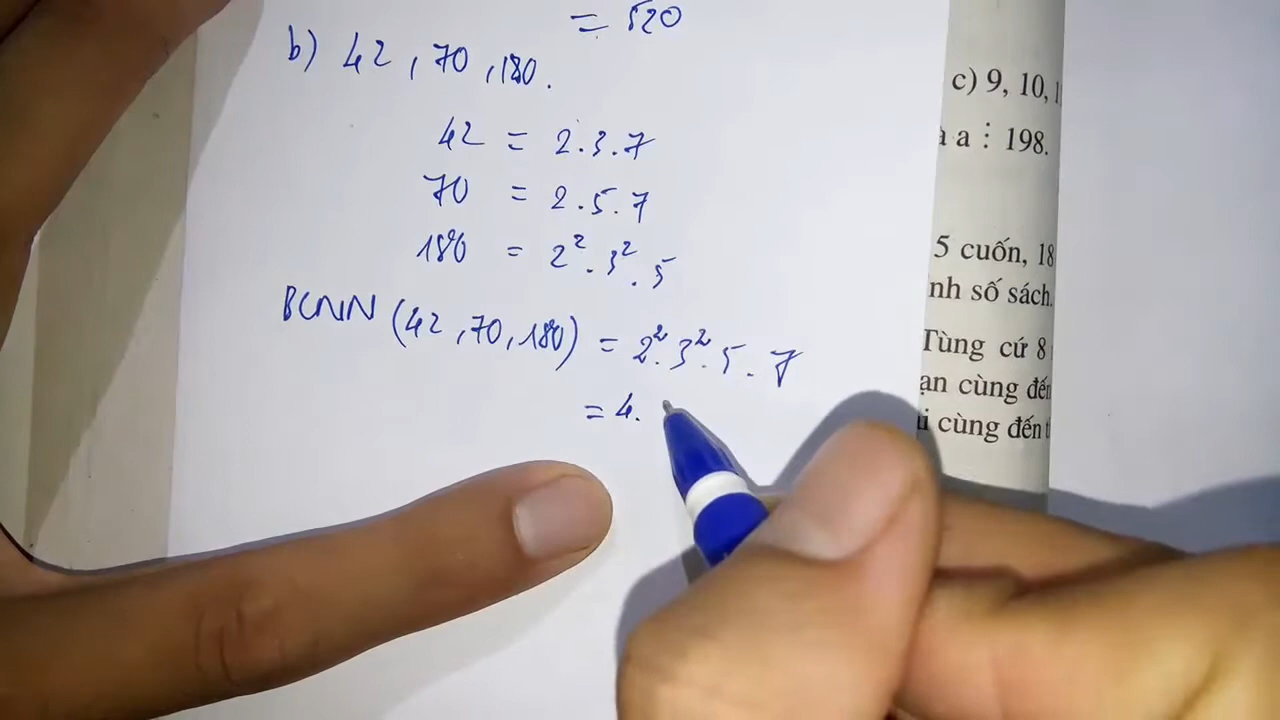 = 520
b) 42, 70, 180.
42 = 2.3.7
70 = 2.5.7
180 = 2².3².5
BCNN (42, 70, 180) = 2².3².5.7
= 4.
c) 9, 10,
a ⋮ 198.
5 cuốn, 18
số sách.
Tùng cứ 8
cùng đến
cùng đến